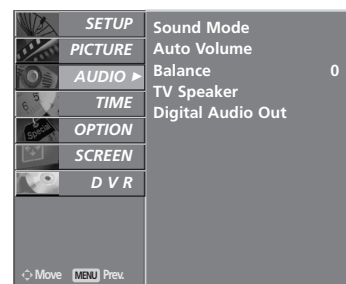 SETUP
PICTURE
AUDIO
TIME
OPTION
SCREEN
D V R
Move MENU Prev.
Sound Mode
Auto Volume
Balance 0
TV Speaker
Digital Audio Out